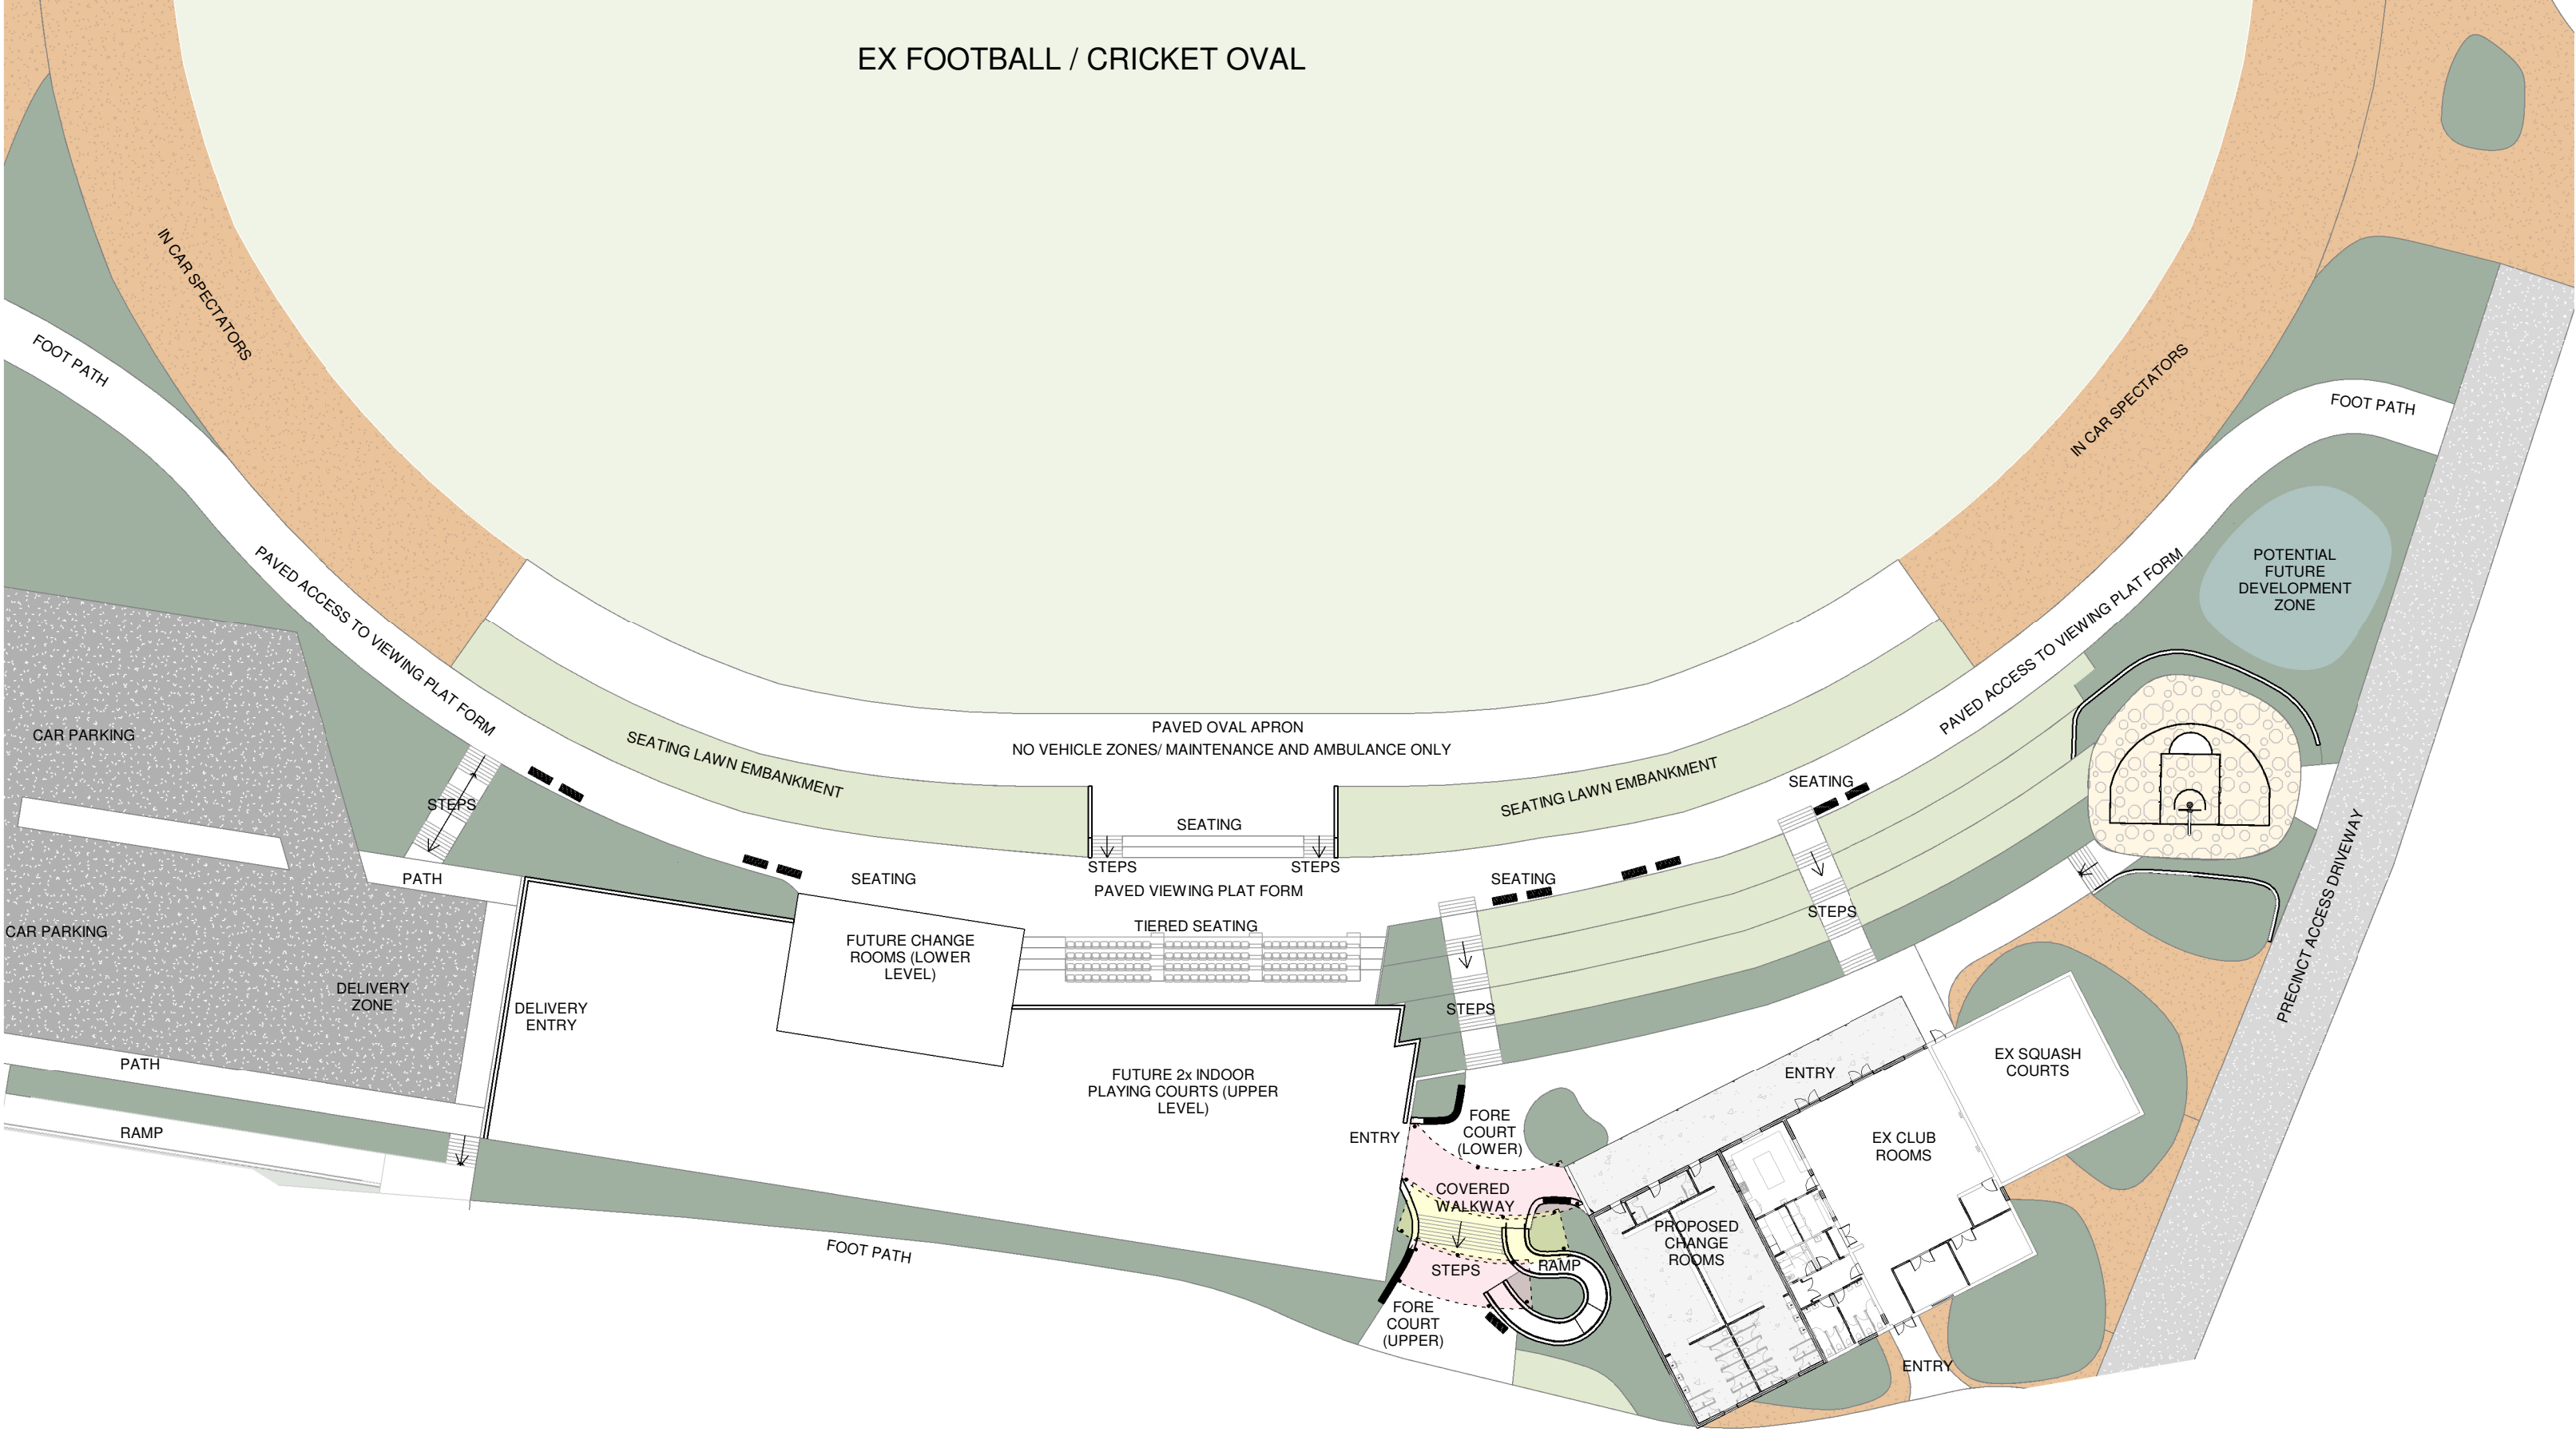 EX FOOTBALL / CRICKET OVAL
IN CAR SPECTATORS
FOOT PATH
IN CAR SPECTATORS
FOOT PATH
PAVED ACCESS TO VIEWING PLAT FORM
PAVED ACCESS TO VIEWING PLAT FORM
POTENTIAL
FUTURE
DEVELOPMENT
ZONE
CAR PARKING
PAVED OVAL APRON
NO VEHICLE ZONES/ MAINTENANCE AND AMBULANCE ONLY
SEATING LAWN EMBANKMENT
SEATING LAWN EMBANKMENT
SEATING
STEPS
SEATING
STEPS
STEPS
PATH
SEATING
PAVED VIEWING PLAT FORM
SEATING
STEPS
PRECINCT ACCESS DRIVEWAY
CAR PARKING
TIERED SEATING
FUTURE CHANGE
ROOMS (LOWER
LEVEL)
DELIVERY
ZONE
DELIVERY
ENTRY
STEPS
PATH
FUTURE 2x INDOOR
PLAYING COURTS (UPPER
LEVEL)
ENTRY
EX SQUASH
COURTS
RAMP
ENTRY
FORE
COURT
(LOWER)
EX CLUB
ROOMS
COVERED
WALKWAY
PROPOSED
CHANGE
ROOMS
FOOT PATH
STEPS
RAMP
FORE
COURT
(UPPER)
ENTRY